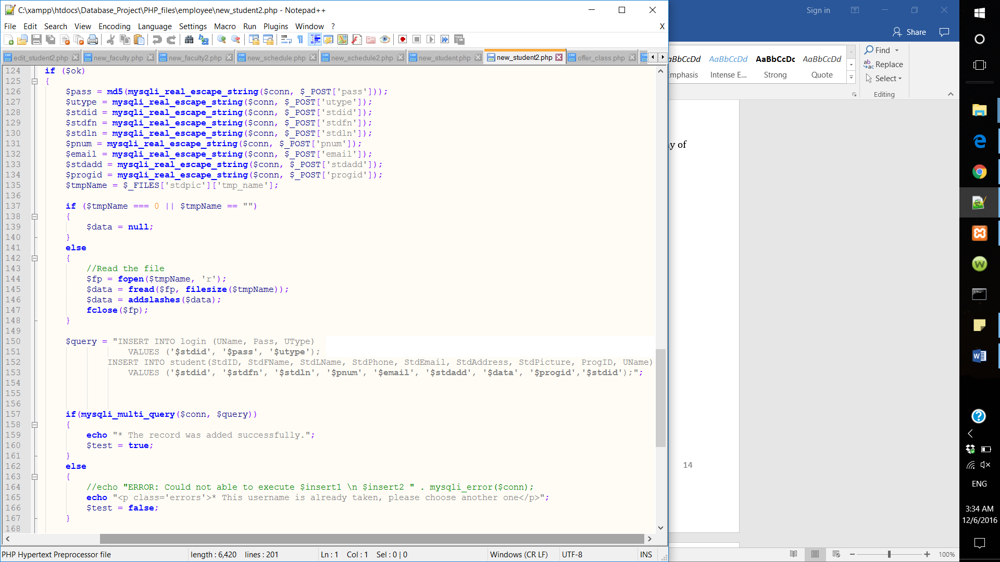 C:\xampp\htdocs\Database_Project\PHP_files\employee\new_student2.php - Notepad++
File Edit Search View Encoding Language Settings Macro Run Plugins Window ? X
edit_student2.php new_faculty.php new_faculty2.php new_schedule.php new_schedule2.php new_student.php new_student2.php offer_class.php
124 if ($ok)
125 {
126 $pass = md5(mysqli_real_escape_string($conn, $_POST['pass']));
127 $utype = mysqli_real_escape_string($conn, $_POST['utype']);
128 $stdid = mysqli_real_escape_string($conn, $_POST['stdid']);
129 $stdfn = mysqli_real_escape_string($conn, $_POST['stdfn']);
130 $stdln = mysqli_real_escape_string($conn, $_POST['stdln']);
131 $pnum = mysqli_real_escape_string($conn, $_POST['pnum']);
132 $email = mysqli_real_escape_string($conn, $_POST['email']);
133 $stdadd = mysqli_real_escape_string($conn, $_POST['stdadd']);
134 $progid = mysqli_real_escape_string($conn, $_POST['progid']);
135 $tmpName = $_FILES['stdpic']['tmp_name'];
136
137 if ($tmpName === 0 || $tmpName == "")
138 {
139 $data = null;
140 }
141 else
142 {
143 //Read the file
144 $fp = fopen($tmpName, 'r');
145 $data = fread($fp, filesize($tmpName));
146 $data = addslashes($data);
147 fclose($fp);
148 }
149
150 $query = "INSERT INTO login (UName, Pass, UType)
151 VALUES ('$stdid', '$pass', '$utype');
152 INSERT INTO student(StdID, StdFName, StdLName, StdPhone, StdEmail, StdAddress, StdPicture, ProgID, UName)
153 VALUES ('$stdid', '$stdfn', '$stdln', '$pnum', '$email', '$stdadd', '$data', '$progid','$stdid');";
154
155
156
157 if(mysqli_multi_query($conn, $query))
158 {
159 echo "* The record was added successfully.";
160 $test = true;
161 }
162 else
163 {
164 //echo "ERROR: Could not able to execute $insert1 \n $insert2 " . mysqli_error($conn);
165 echo "<p class='errors'>* This username is already taken, please choose another one</p>";
166 $test = false;
167 }
168
PHP Hypertext Preprocessor file length : 6,420 lines : 201 Ln : 1 Col : 1 Sel : 0 | 0 Windows (CR LF) UTF-8 INS
Sign in
Share
aBbCcDd AaBbCcDd AaBbCcDc AaBbCcDd
mphasis Intense E... Strong Quote
Find
Replace
Select
Editing
y of
14
100%
ENG
3:34 AM
12/6/2016